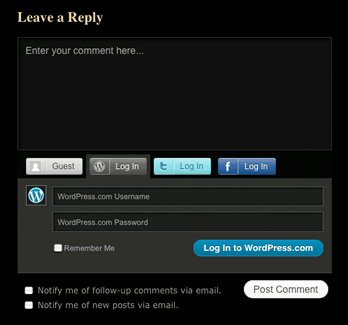 Leave a Reply
Enter your comment here...
Guest
Log In
Log In
Log In
WordPress.com Username
WordPress.com Password
Remember Me
Log In to WordPress.com
Notify me of follow-up comments via email.
Post Comment
Notify me of new posts via email.